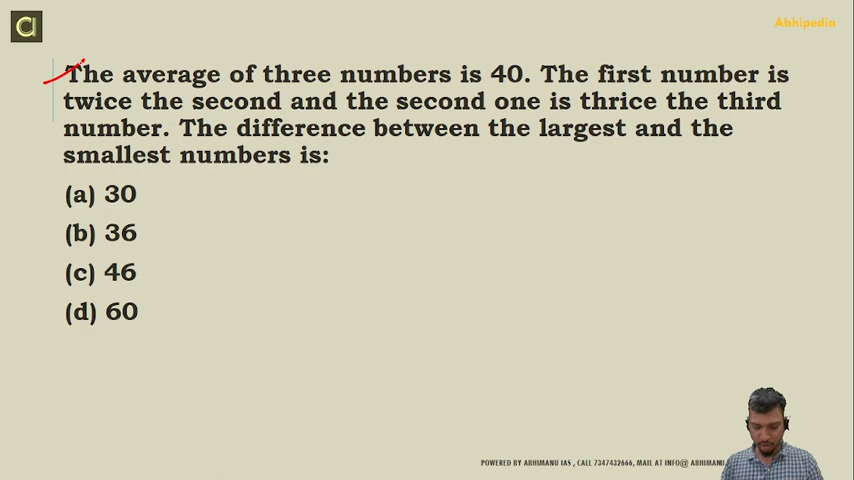 a
Abhipedia
The average of three numbers is 40. The first number is
twice the second and the second one is thrice the third
number. The difference between the largest and the
smallest numbers is:
(a) 30
(b) 36
(c) 46
(d) 60
POWERED BY ABHIMANU IAS , CALL 7347432666, MAIL AT INFO@ ABHIMANU.